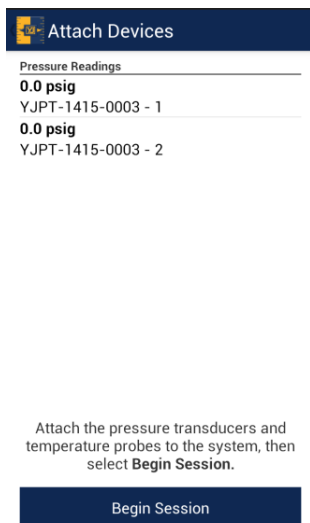 Attach Devices
Pressure Readings
0.0 psig
YJPT-1415-0003 - 1
0.0 psig
YJPT-1415-0003 - 2
Attach the pressure transducers and
temperature probes to the system, then
select Begin Session.
Begin Session